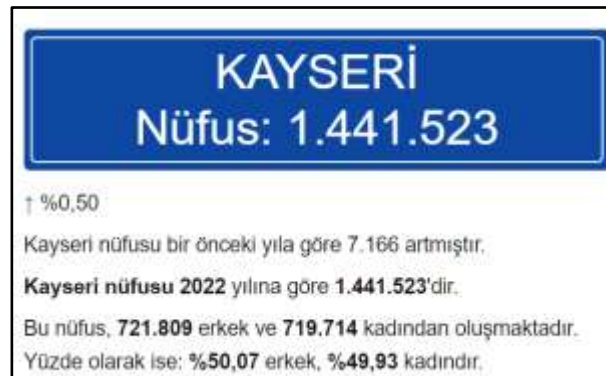 KAYSERİ
Nüfus: 1.441.523
↑ %0,50
Kayseri nüfusu bir önceki yıla göre 7.166 artmıştır.
Kayseri nüfusu 2022 yılına göre 1.441.523'dir.
Bu nüfus, 721.809 erkek ve 719.714 kadından oluşmaktadır.
Yüzde olarak ise: %50,07 erkek, %49,93 kadındır.